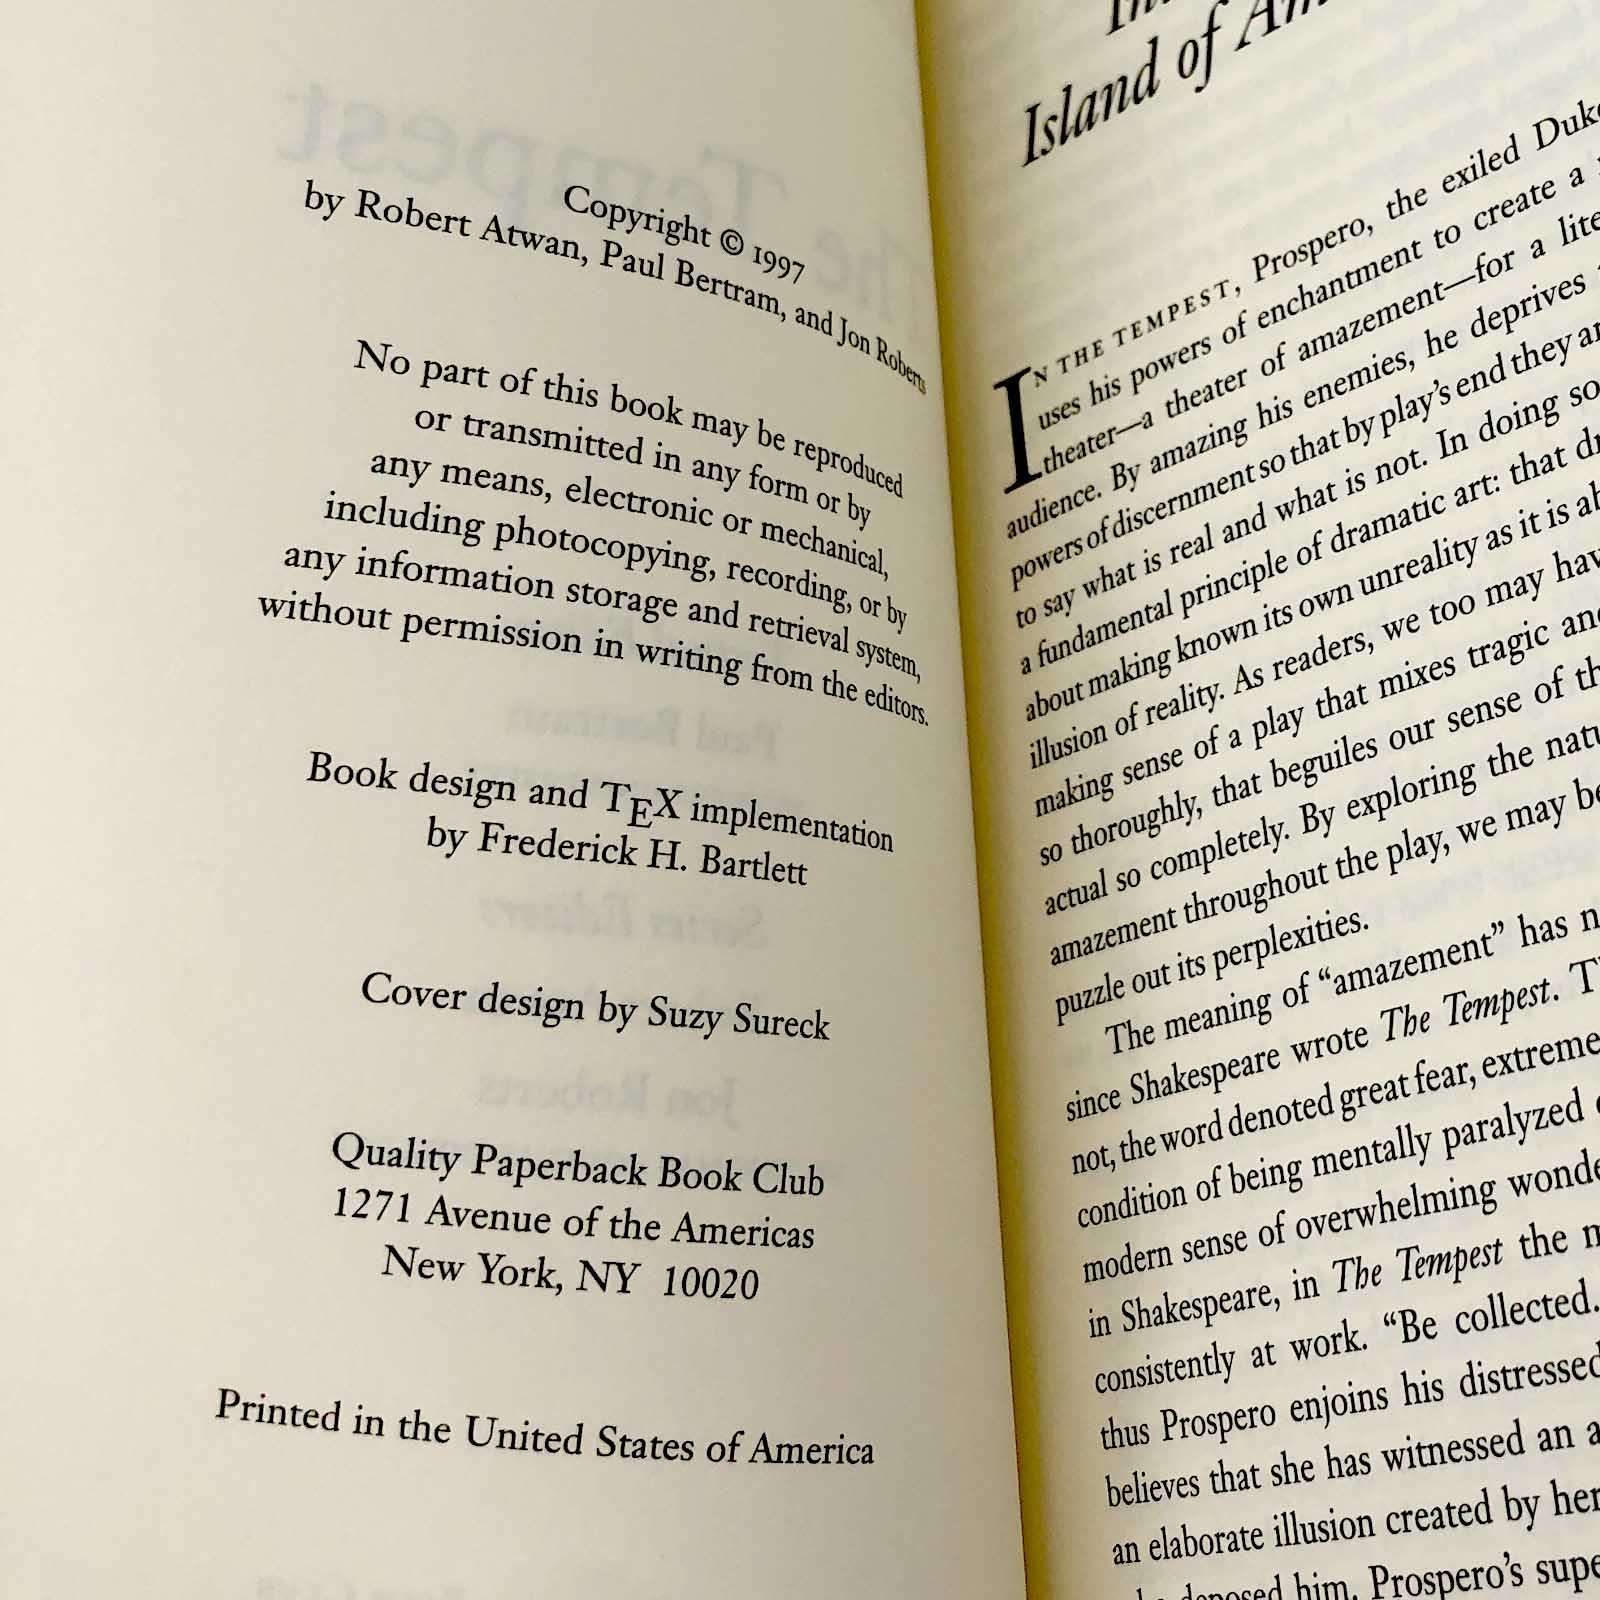 Copyright © 1997
by Robert Atwan, Paul Bertram, and Jon Roberts
No part of this book may be reproduced
or transmitted in any form or by
any means, electronic or mechanical,
including photocopying, recording, or by
any information storage and retrieval system,
without permission in writing from the editors.
Book design and TEX implementation
by Frederick H. Bartlett
Cover design by Suzy Sureck
Quality Paperback Book Club
1271 Avenue of the Americas
New York, NY 10020
Printed in the United States of America
Island of
IN THE TEMPEST, Prospero, the exiled Duke
uses his powers of enchantment to create a
theater—a theater of amazement—for a
audience. By amazing his enemies, he deprives
powers of discernment so that by play's end they
to say what is real and what is not. In doing so
a fundamental principle of dramatic art: that
about making known its own unreality as it is
illusion of reality. As readers, we too may
making sense of a play that mixes tragic
so thoroughly, that beguiles our sense of
actual so completely. By exploring the
amazement throughout the play, we may
puzzle out its perplexities.
The meaning of “amazement” has
since Shakespeare wrote The Tempest.
not, the word denoted great fear, extreme
condition of being mentally paralyzed
modern sense of overwhelming
in Shakespeare, in The Tempest the
consistently at work. “Be collected.
thus Prospero enjoins his distressed
believes that she has witnessed an
an elaborate illusion created by her
deposed him. Prospero's